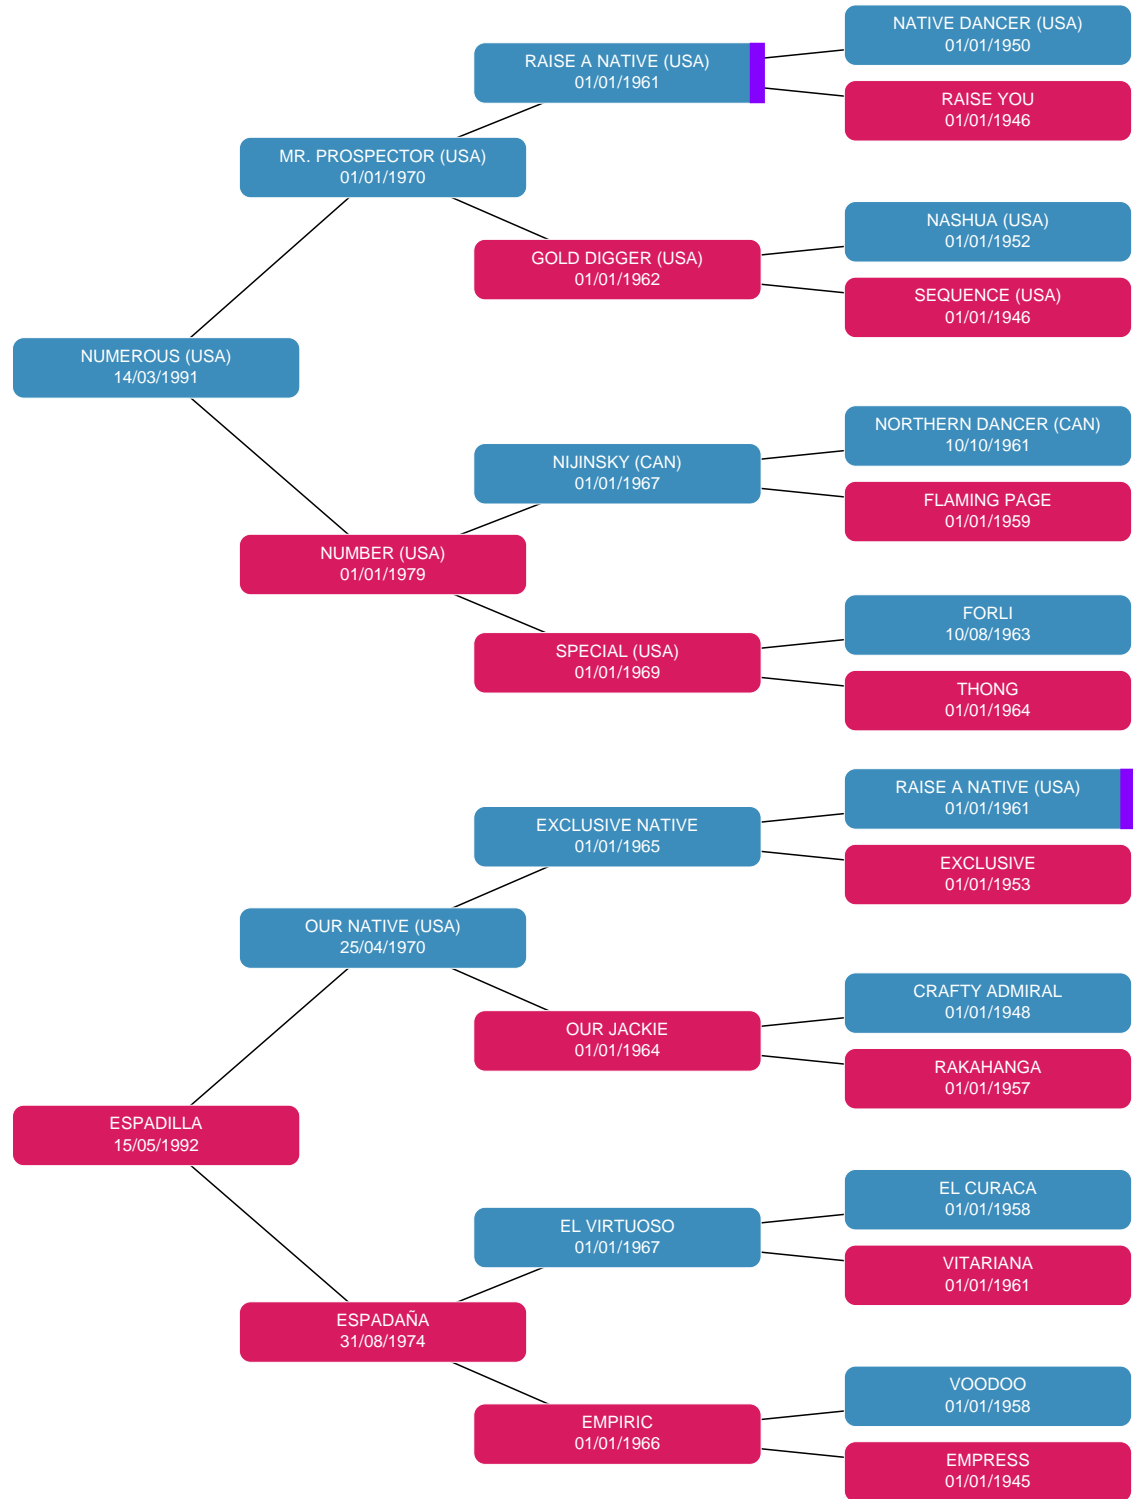 NATIVE DANCER (USA)
01/01/1950
RAISE A NATIVE (USA)
01/01/1961
RAISE YOU
01/01/1946
MR. PROSPECTOR (USA)
01/01/1970
NASHUA (USA)
01/01/1952
GOLD DIGGER (USA)
01/01/1962
SEQUENCE (USA)
01/01/1946
NUMEROUS (USA)
14/03/1991
NORTHERN DANCER (CAN)
10/10/1961
NIJINSKY (CAN)
01/01/1967
FLAMING PAGE
01/01/1959
NUMBER (USA)
01/01/1979
FORLI
10/08/1963
SPECIAL (USA)
01/01/1969
THONG
01/01/1964
RAISE A NATIVE (USA)
01/01/1961
EXCLUSIVE NATIVE
01/01/1965
EXCLUSIVE
01/01/1953
OUR NATIVE (USA)
25/04/1970
CRAFTY ADMIRAL
01/01/1948
OUR JACKIE
01/01/1964
RAKAHANGA
01/01/1957
ESPADILLA
15/05/1992
EL CURACA
01/01/1958
EL VIRTUOSO
01/01/1967
VITARIANA
01/01/1961
ESPADAÑA
31/08/1974
VOODOO
01/01/1958
EMPIRIC
01/01/1966
EMPRESS
01/01/1945